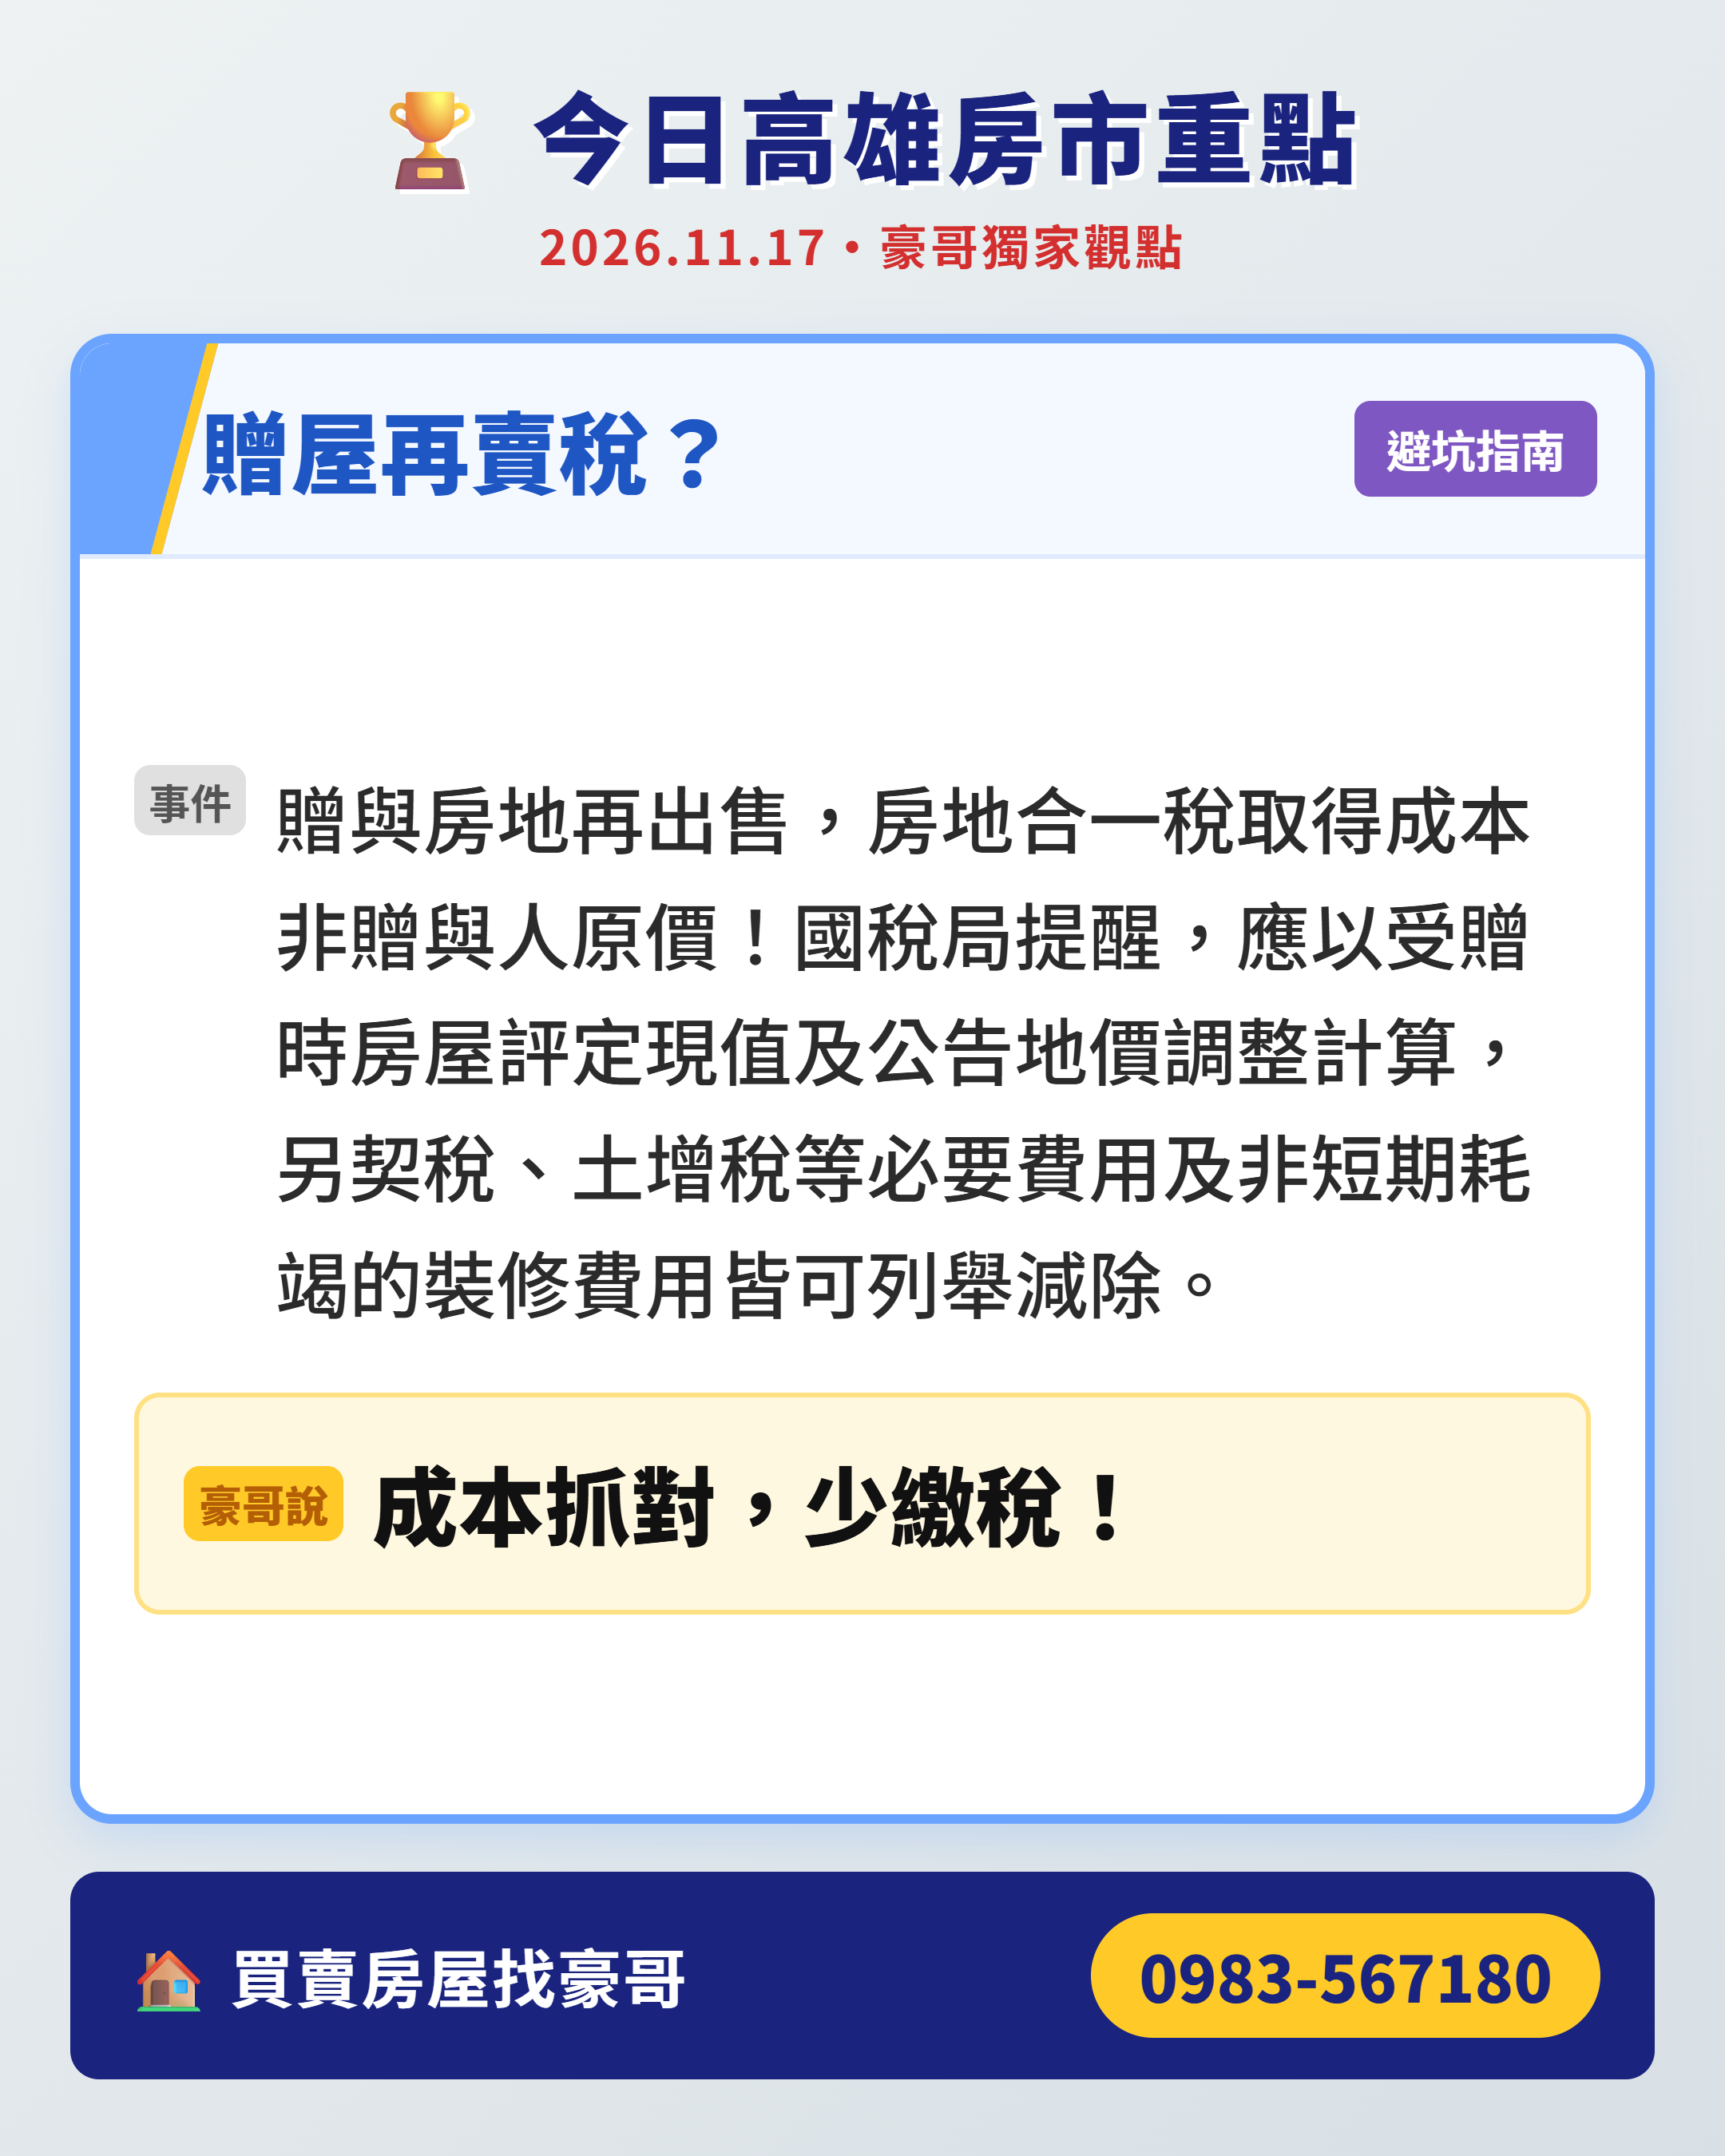 今日高雄房市重點
2026.11.17・豪哥獨家觀點
贈屋再賣稅？
避坑指南
事件
贈與房地再出售，房地合一稅取得成本
非贈與人原價！國稅局提醒，應以受贈
時房屋評定現值及公告地價調整計算，
另契稅、土增稅等必要費用及非短期耗
竭的裝修費用皆可列舉減除。
豪哥說
成本抓對，少繳稅！
買賣房屋找豪哥
0983-567180